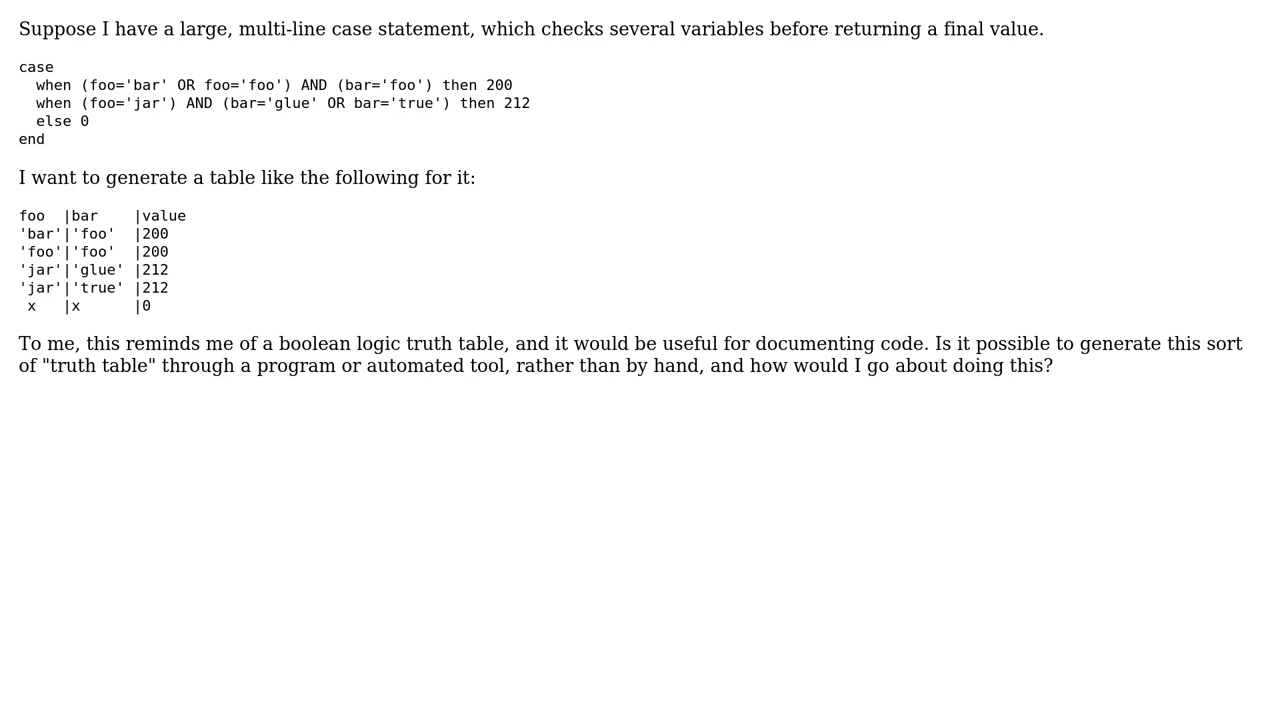 Suppose I have a large, multi-line case statement, which checks several variables before returning a final value.
case
  when (foo='bar' OR foo='foo') AND (bar='foo') then 200
  when (foo='jar') AND (bar='glue' OR bar='true') then 212
  else 0
end
I want to generate a table like the following for it:
foo  |bar    |value
'bar'|'foo'  |200
'foo'|'foo'  |200
'jar'|'glue' |212
'jar'|'true' |212
 x   |x      |0
To me, this reminds me of a boolean logic truth table, and it would be useful for documenting code. Is it possible to generate this sort
of "truth table" through a program or automated tool, rather than by hand, and how would I go about doing this?